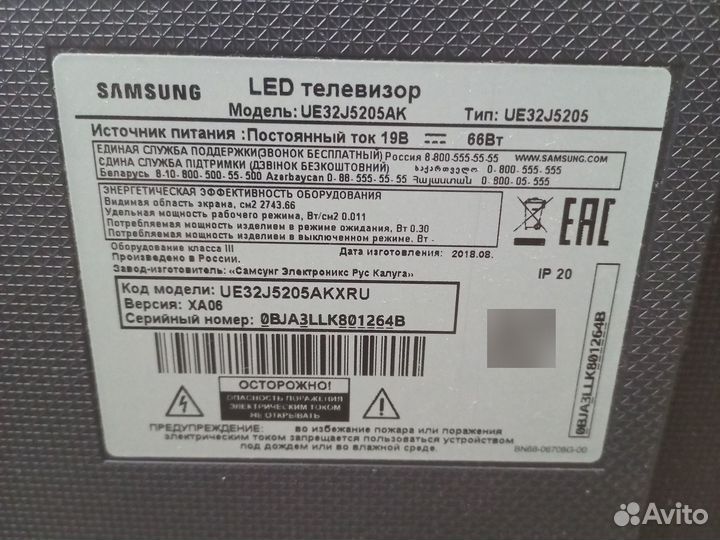 SAMSUNG
LED телевизор
Модель: UE32J5205AK Тип: UE32J5205
Источник питания :Постоянный ток 19В 66Вт
ЕДИНАЯ СЛУЖБА ПОДДЕРЖКИ(ЗВОНОК БЕСПЛАТНЫЙ) Россия 8-800-555-55-55 WWW.SAMSUNG.COM
ЄДИНА СЛУЖБА ПІДТРИМКИ (ДЗВІНОК БЕЗКОШТОВНИЙ) საქართველო 0-800-555-555
Беларусь 8-10-800-500-55-500 Azerbaycan 0-88-555-55-55 Հայաստան 0-800-05-555
ЭНЕРГЕТИЧЕСКАЯ ЭФФЕКТИВНОСТЬ ОБОРУДОВАНИЯ
Видимая область экрана, см2 2743.66
Удельная мощность рабочего режима, Вт/см2 0.011
Потребляемая мощность изделием в режиме ожидания, Вт 0.30
Потребляемая мощность изделием в выключенном режиме, Вт -
EAC
Оборудование класса III
Дата изготовления: 2018.08.
Произведено в России.
Завод-изготовитель: «Самсунг Электроникс Рус Калуга»
IP 20
Код модели: UE32J5205AKXRU
Версия: XA06
Серийный номер: 0BJA3LLK801264B
0BJA3LLK801264B
ОСТОРОЖНО!
ОПАСНОСТЬ ПОРАЖЕНИЯ
ЭЛЕКТРИЧЕСКИМ ТОКОМ
НЕ ОТКРЫВАТЬ
ПРЕДУПРЕЖДЕНИЕ: во избежание пожара или поражения
электрическим током запрещается пользоваться устройством
под дождем или во влажной среде.
BN68-06708G-00
Avito